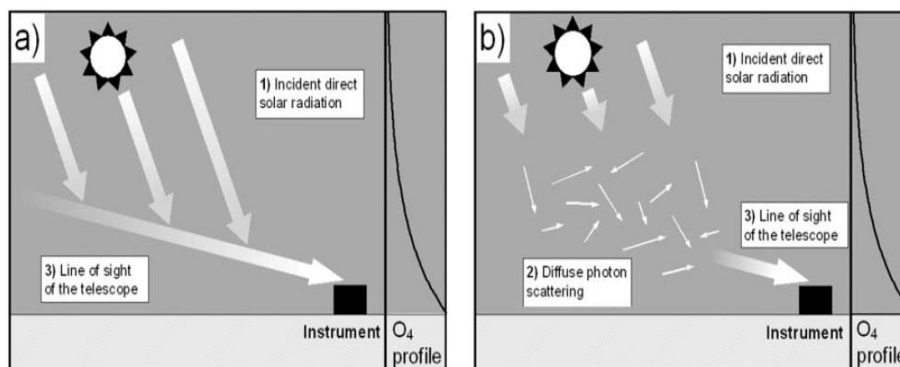 a)
1) Incident direct
solar radiation
3) Line of sight
of the telescope
Instrument
O₄
profile
b)
1) Incident direct
solar radiation
3) Line of sight
of the telescope
2) Diffuse photon
scattering
Instrument
O₄
profile